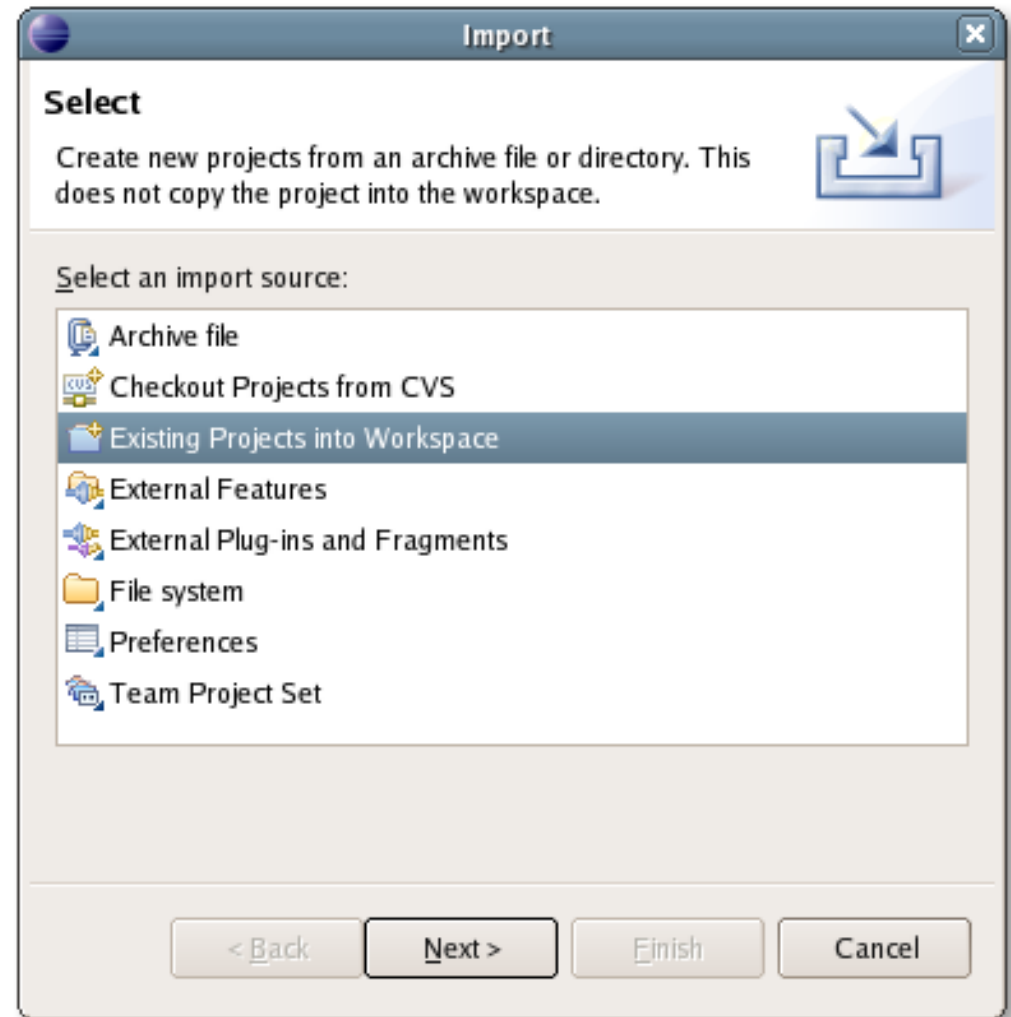 Import
Select
Create new projects from an archive file or directory. This
does not copy the project into the workspace.
Select an import source:
Archive file
CVS
Checkout Projects from CVS
Existing Projects into Workspace
External Features
External Plug-ins and Fragments
File system
Preferences
Team Project Set
< Back
Next >
Finish
Cancel